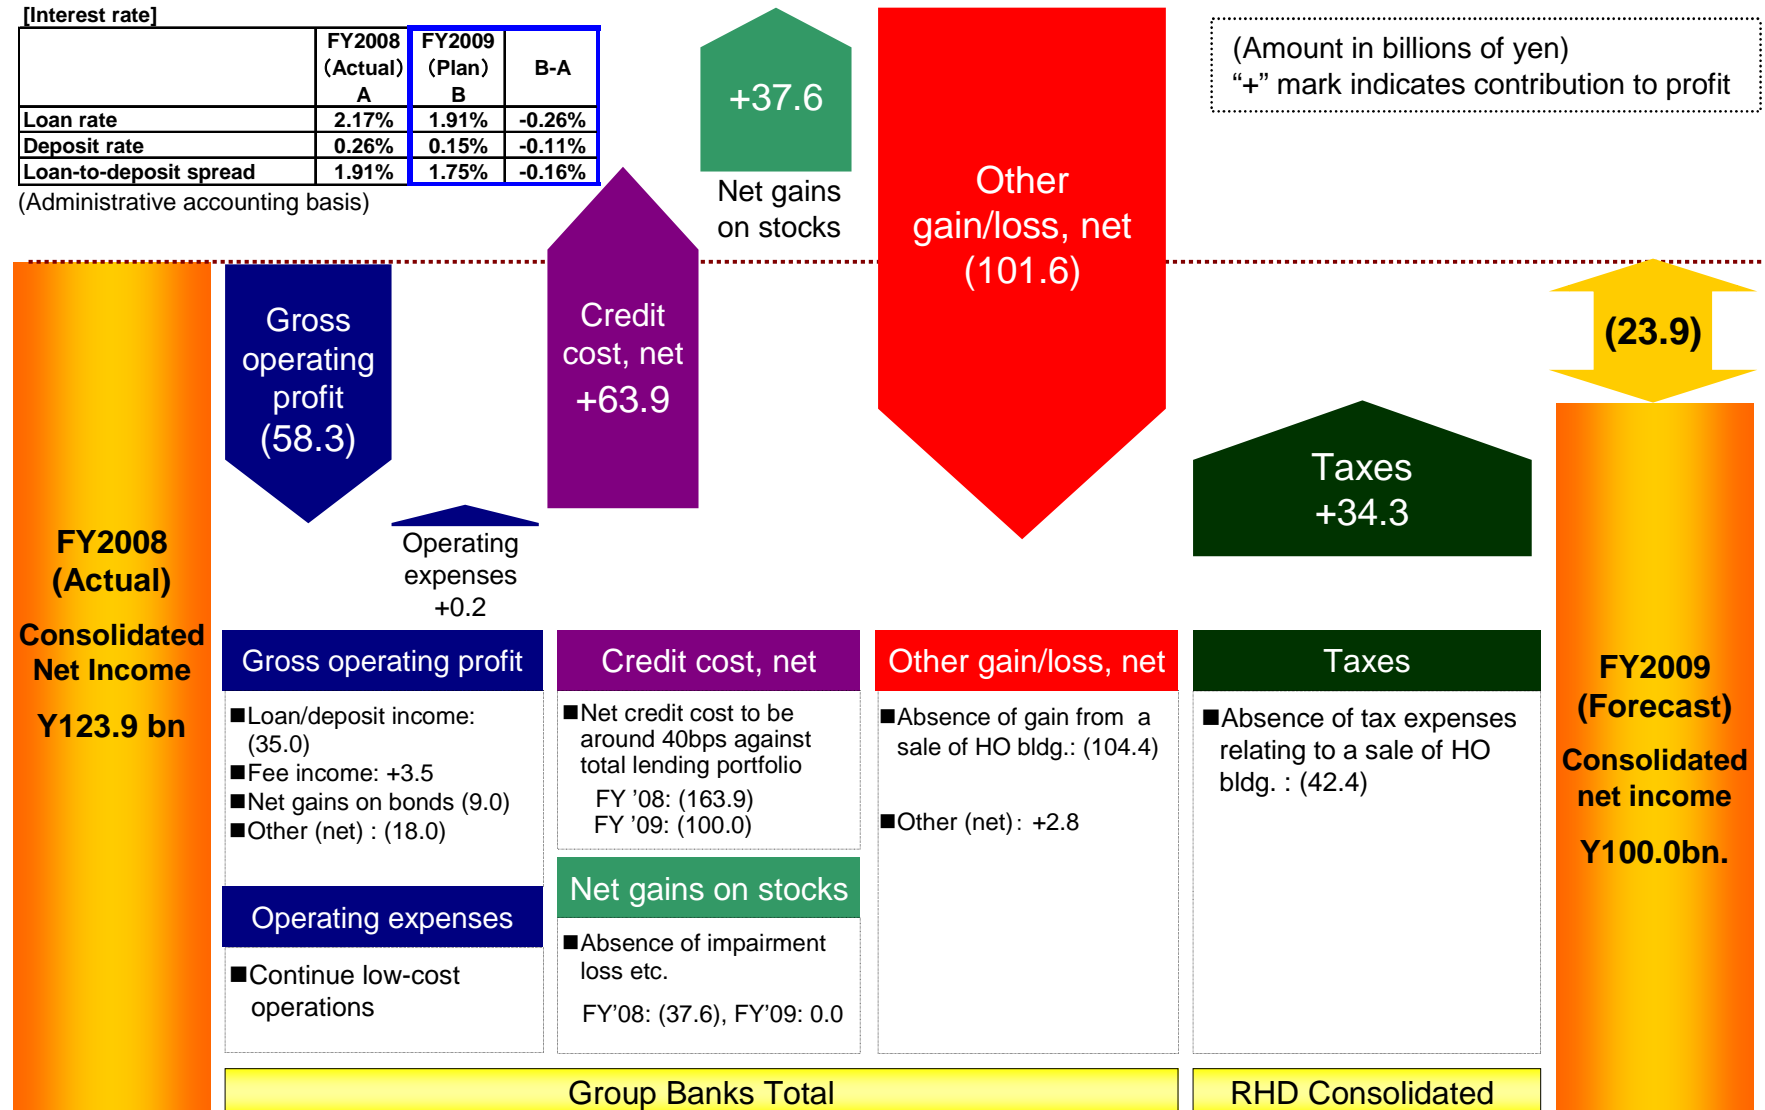 [Interest rate]
FY2008 FY2009
（Actual） （Plan） B-A
A B
Loan rate 2.17% 1.91% -0.26%
Deposit rate 0.26% 0.15% -0.11%
Loan-to-deposit spread 1.91% 1.75% -0.16%
(Administrative accounting basis)
+37.6
Net gains
on stocks
Other
gain/loss, net
(101.6)
(Amount in billions of yen)
“+” mark indicates contribution to profit
Gross
operating
profit
(58.3)
Operating
expenses
+0.2
Credit
cost, net
+63.9
Taxes
+34.3
(23.9)
FY2008
(Actual)
Consolidated
Net Income
Y123.9 bn
Gross operating profit
■Loan/deposit income:
(35.0)
■Fee income: +3.5
■Net gains on bonds (9.0)
■Other (net) : (18.0)
Operating expenses
■Continue low-cost
operations
Credit cost, net
■Net credit cost to be
around 40bps against
total lending portfolio
FY ’08: (163.9)
FY ’09: (100.0)
Net gains on stocks
■Absence of impairment
loss etc.
FY’08: (37.6), FY’09: 0.0
Other gain/loss, net
■Absence of gain from a
sale of HO bldg.: (104.4)
■Other (net)：+2.8
Taxes
■Absence of tax expenses
relating to a sale of HO
bldg. : (42.4)
FY2009
(Forecast)
Consolidated
net income
Y100.0bn.
Group Banks Total
RHD Consolidated